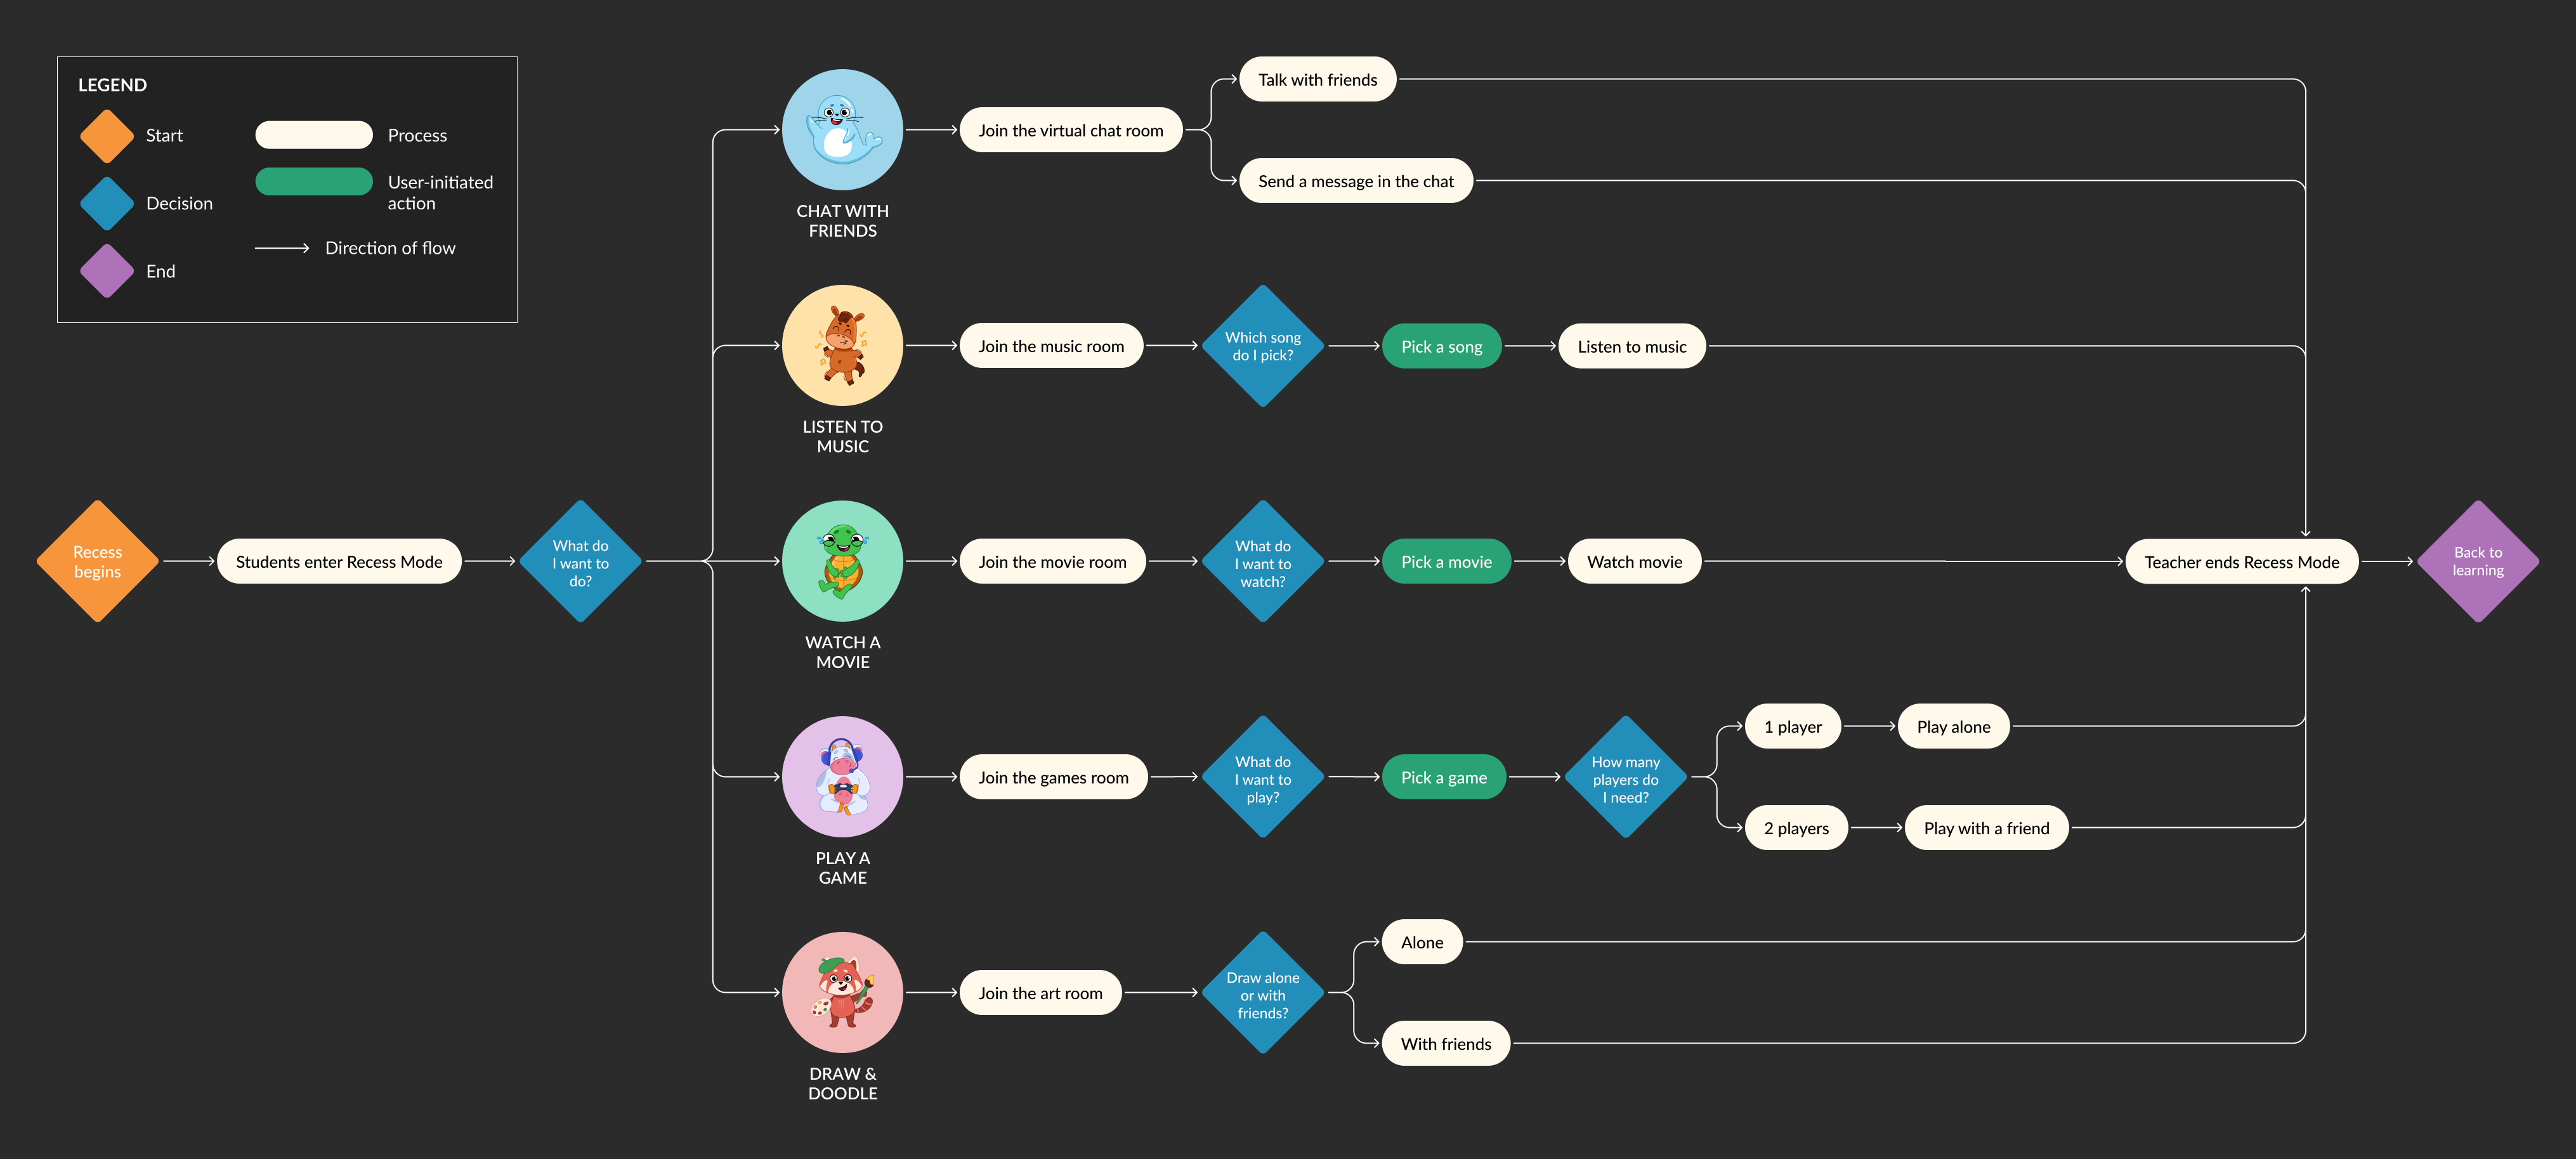 LEGEND
Start
Decision
End
Process
User-initiated
action
Direction of flow
Recess
begins
Students enter Recess Mode
What do
I want to
do?
CHAT WITH
FRIENDS
Join the virtual chat room
Talk with friends
Send a message in the chat
LISTEN TO
MUSIC
Join the music room
Which song
do I pick?
Pick a song
Listen to music
WATCH A
MOVIE
Join the movie room
What do
I want to
watch?
Pick a movie
Watch movie
PLAY A
GAME
Join the games room
What do
I want to
play?
Pick a game
How many
players do
I need?
1 player
Play alone
2 players
Play with a friend
DRAW &
DOODLE
Join the art room
Draw alone
or with
friends?
Alone
With friends
Teacher ends Recess Mode
Back to
learning